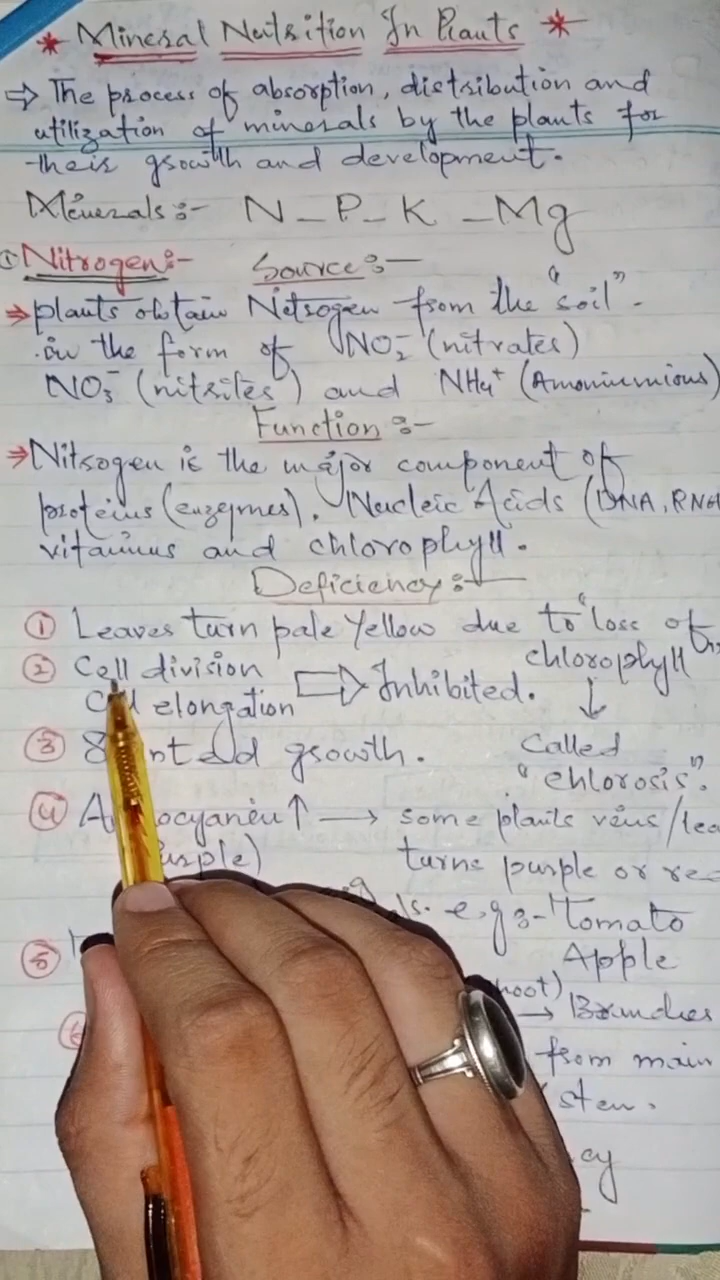 * Mineral Nutrition In Plants *
⇒ The process of absorption, distribution and
utilization of minerals by the plants for
their growth and development.
Minerals:- N - P - K - Mg
① Nitrogen:- Source:-
⇒ plants obtain Nitrogen from the "soil".
in the form of NO₂⁻ (nitrates)
NO₃⁻ (nitrites) and NH₄⁺ (Amoniumions)
Function:-
⇒ Nitrogen is the major component of
proteins (enzymes). Nucleic Acids (DNA, RNA
vitamins and chlorophyll.
Deficiency:-
① Leaves turn pale Yellow due to "loss of
chlorophyll
② Cell division
elongation ⇒ Inhibited.
↓
③ growth.
Called
"chlorosis".
④ ↑ → some plants veins/
turns purple or
e.g:- Tomato
Apple
⑤
→ Branches
⑥
from main
stem.